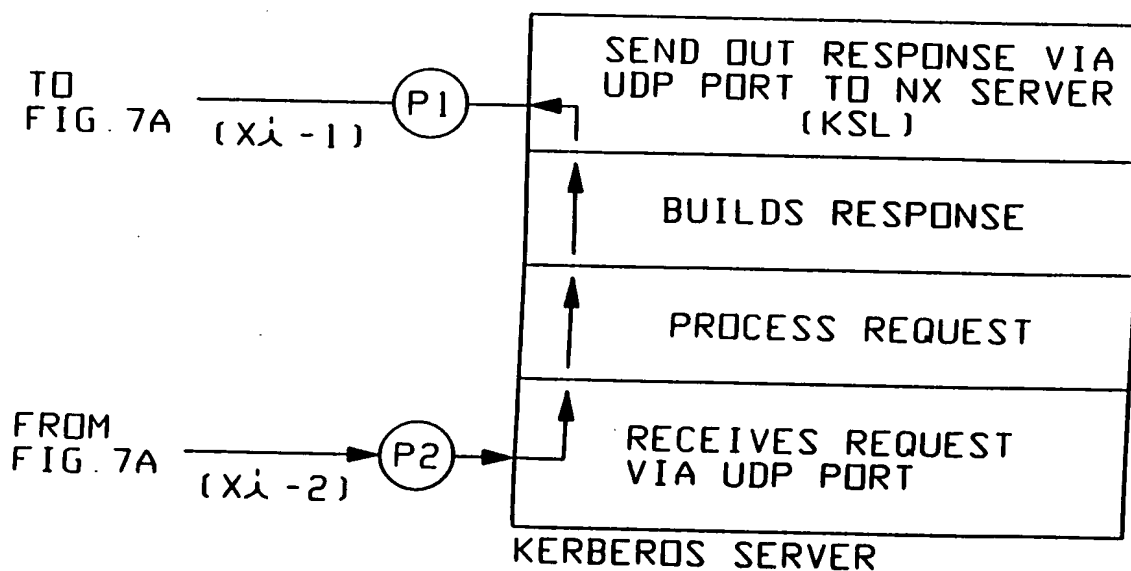 SEND OUT RESPONSE VIA
UDP PORT TO NX SERVER
(KSL)
TO
FIG. 7A
P1
(Xi -1)
BUILDS RESPONSE
PROCESS REQUEST
FROM
FIG. 7A
P2
(Xi -2)
RECEIVES REQUEST
VIA UDP PORT
KERBEROS SERVER